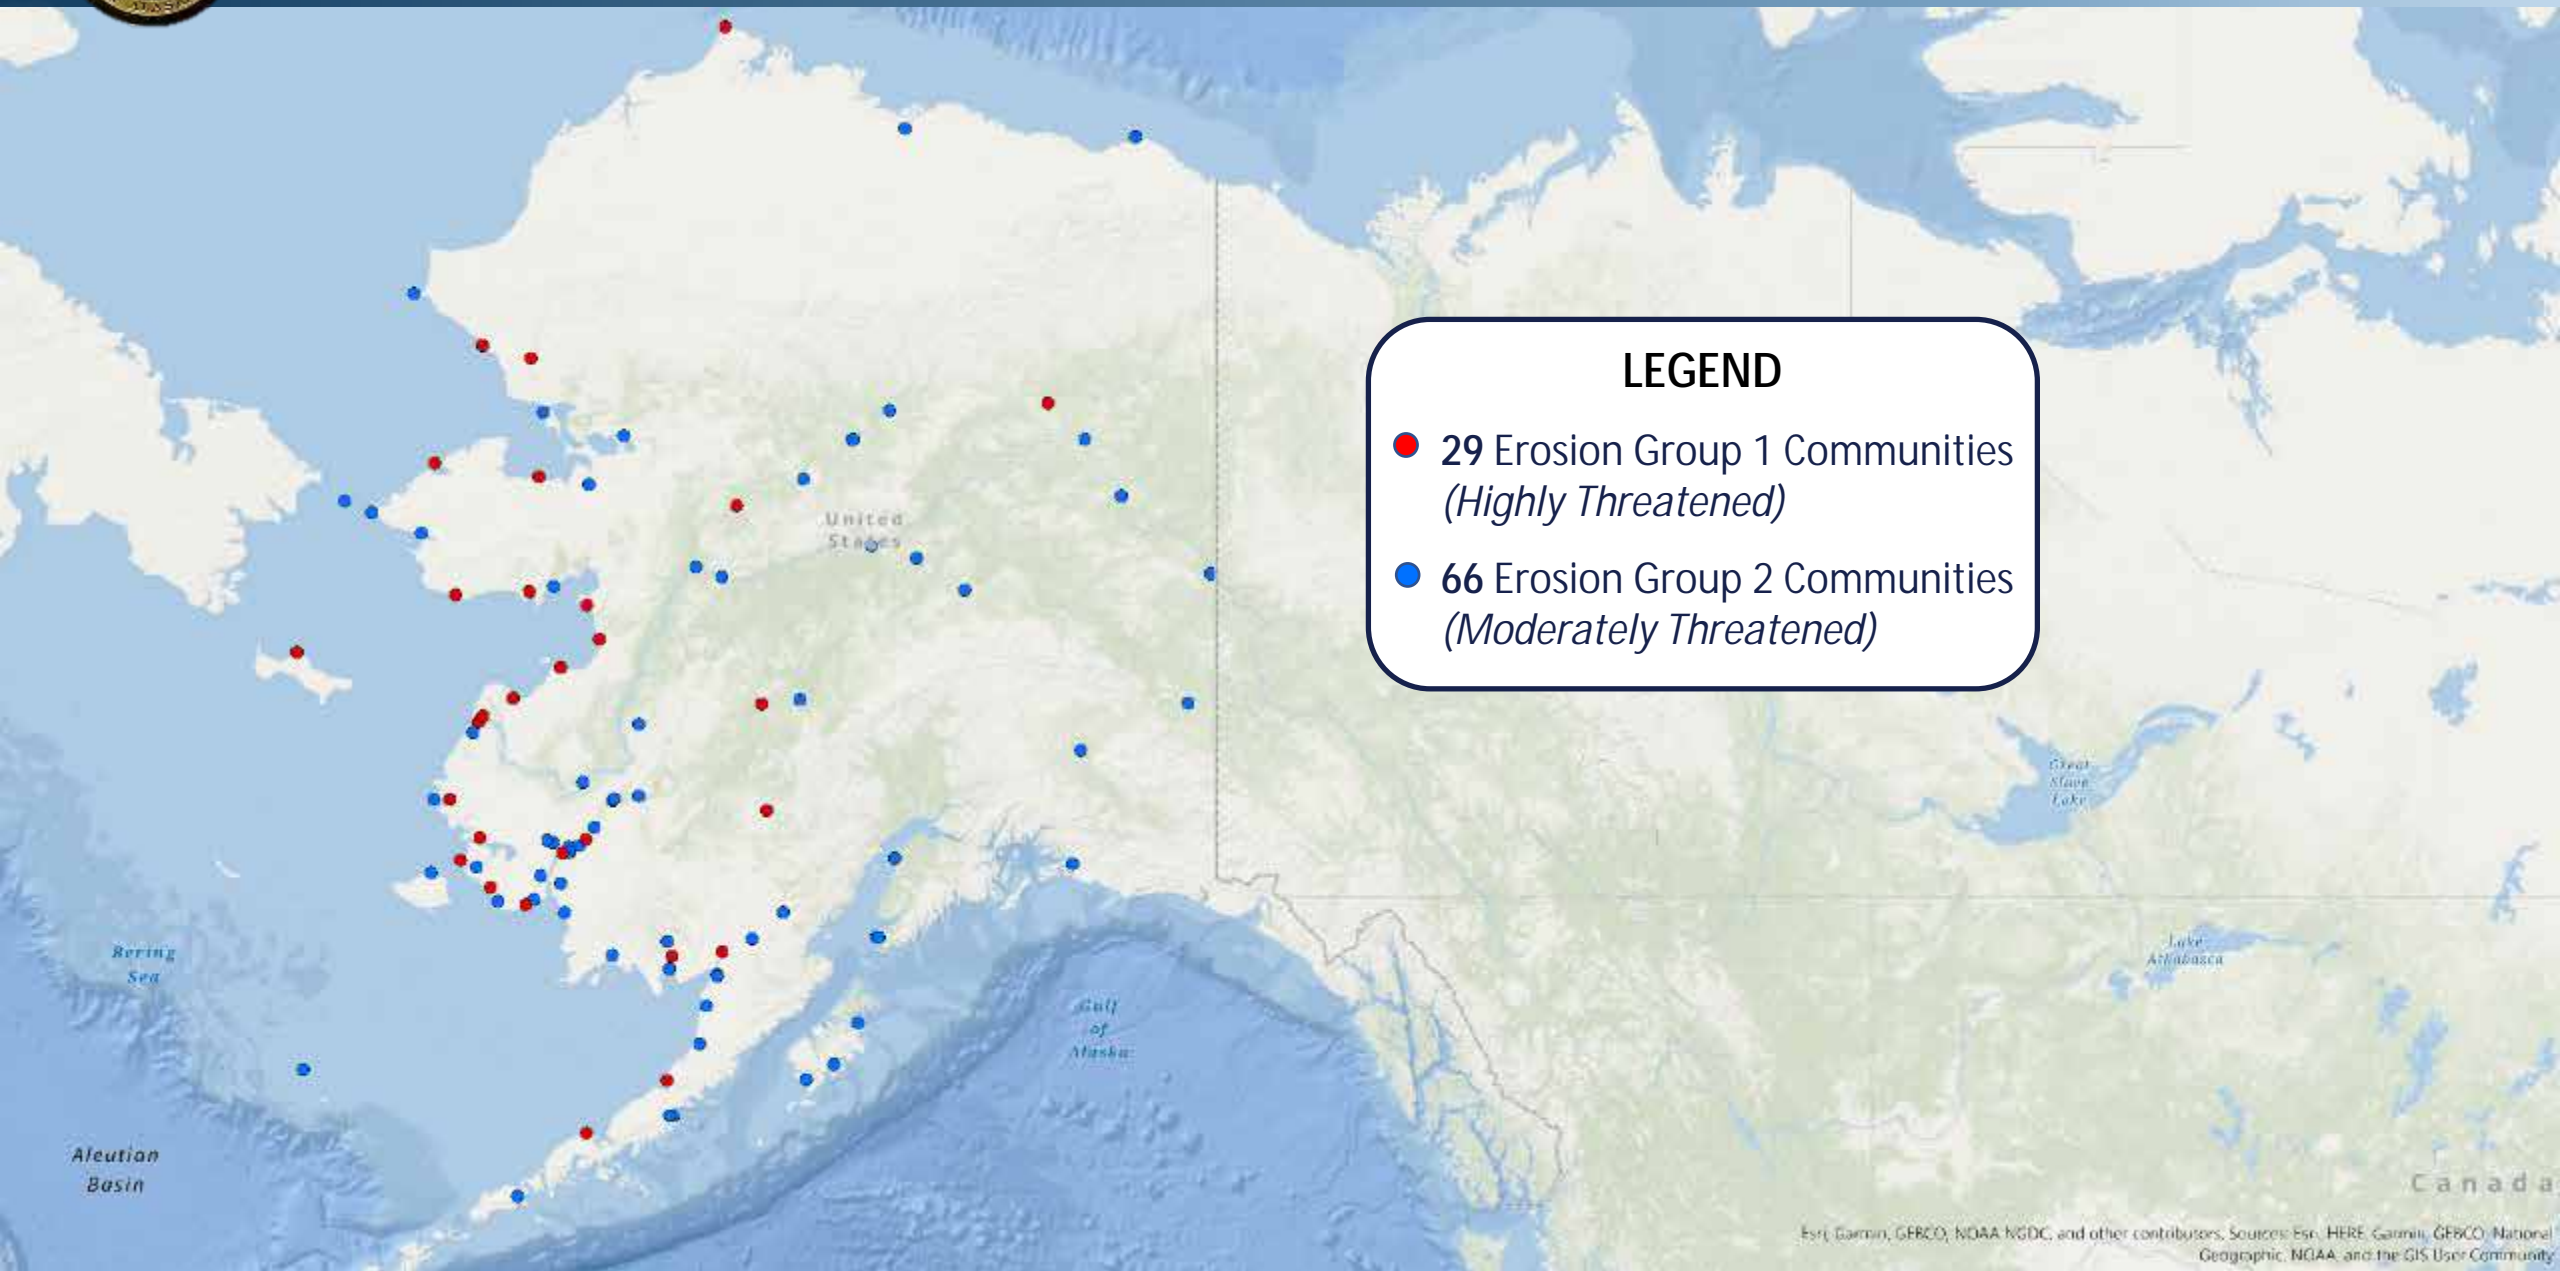 ALASKA
LEGEND
29 Erosion Group 1 Communities
(Highly Threatened)
66 Erosion Group 2 Communities
(Moderately Threatened)
United
States
Great
Slave
Lake
Bering
Sea
Lake
Athabasca
Gulf
of
Alaska
Aleutian
Basin
Canada
Esri, Garmin, GEBCO, NOAA NGDC, and other contributors, Sources: Esri, HERE, Garmin, GEBCO, National
Geographic, NOAA, and the GIS User Community